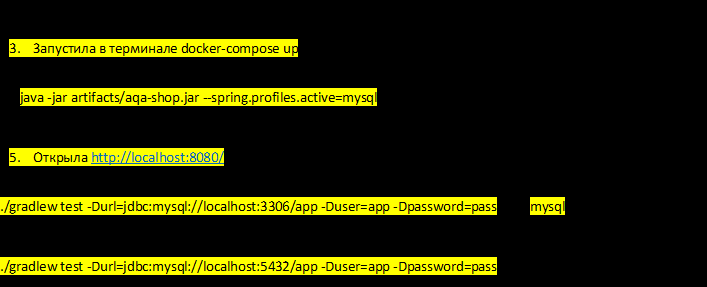 3. Запустила в терминале docker-compose up
java -jar artifacts/aqa-shop.jar --spring.profiles.active=mysql
5. Открыла http://localhost:8080/
./gradlew test -Durl=jdbc:mysql://localhost:3306/app -Duser=app -Dpassword=pass mysql
./gradlew test -Durl=jdbc:mysql://localhost:5432/app -Duser=app -Dpassword=pass